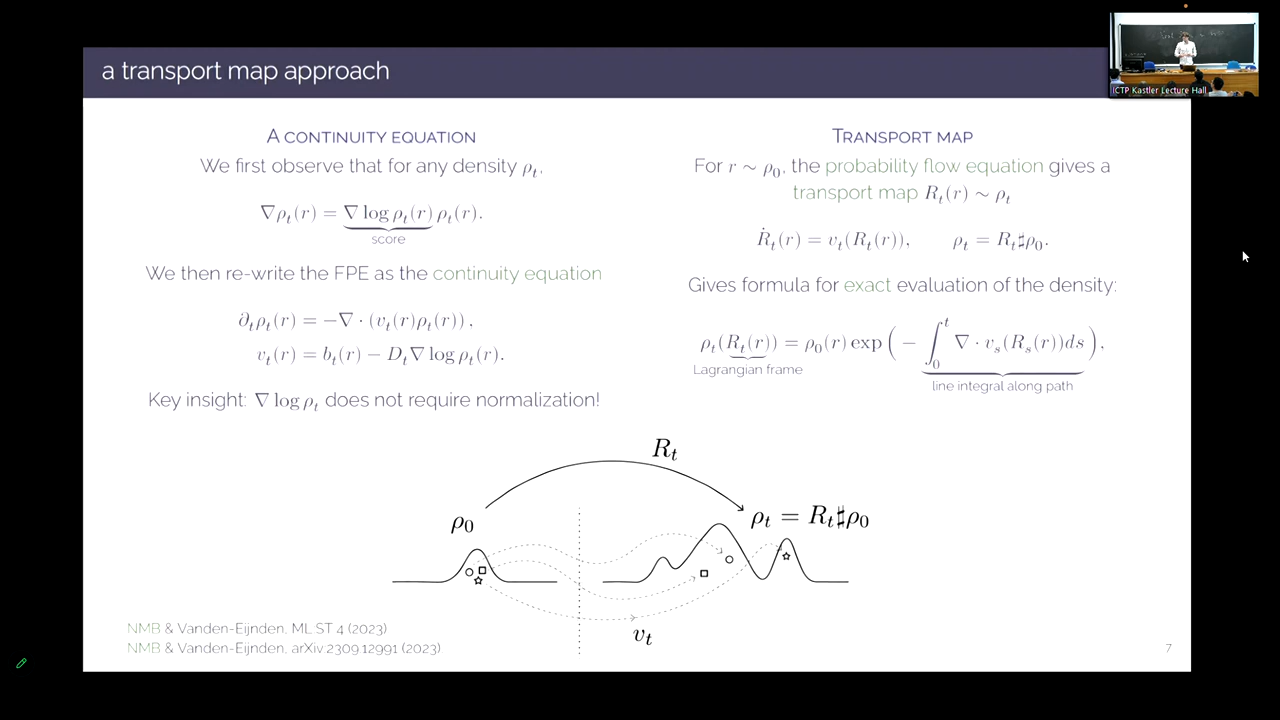 a transport map approach
ICTP Kastler Lecture Hall
A CONTINUITY EQUATION
We first observe that for any density ρ_t,
∇ρ_t(r) = ∇ log ρ_t(r) ρ_t(r).
score
We then re-write the FPE as the continuity equation
∂_tρ_t(r) = −∇ · (v_t(r)ρ_t(r)),
v_t(r) = b_t(r) − D_t∇ log ρ_t(r).
Key insight: ∇ log ρ_t does not require normalization!
TRANSPORT MAP
For r ∼ ρ_0, the probability flow equation gives a
transport map R_t(r) ∼ ρ_t
Ṙ_t(r) = v_t(R_t(r)), ρ_t = R_t♯ρ_0.
Gives formula for exact evaluation of the density:
ρ_t(R_t(r)) = ρ_0(r) exp ( − ∫_0^t ∇ · v_s(R_s(r))ds ),
Lagrangian frame
line integral along path
R_t
ρ_0
ρ_t = R_t♯ρ_0
v_t
NMB & Vanden-Eijnden, ML:ST 4 (2023)
NMB & Vanden-Eijnden, arXiv:2309.12991 (2023)
7